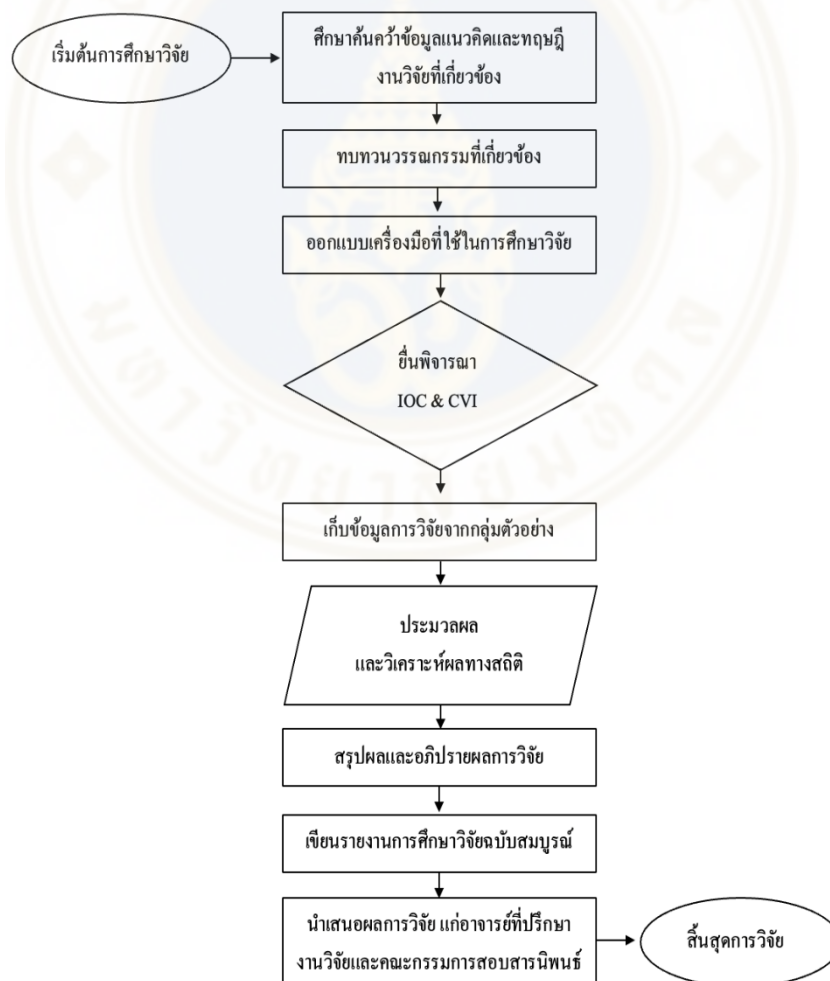 เริ่มต้นการศึกษาวิจัย
ศึกษาค้นคว้าข้อมูลแนวคิดและทฤษฎี
งานวิจัยที่เกี่ยวข้อง
ทบทวนวรรณกรรมที่เกี่ยวข้อง
ออกแบบเครื่องมือที่ใช้ในการศึกษาวิจัย
ยื่นพิจารณา
IOC & CVI
เก็บข้อมูลการวิจัยจากกลุ่มตัวอย่าง
ประมวลผล
และวิเคราะห์ผลทางสถิติ
สรุปผลและอภิปรายผลการวิจัย
เขียนรายงานการศึกษาวิจัยฉบับสมบูรณ์
นำเสนอผลการวิจัย แก่อาจารย์ที่ปรึกษา
งานวิจัยและคณะกรรมการสอบสารนิพนธ์
สิ้นสุดการวิจัย
มหาวิทยาลัยมหิดล